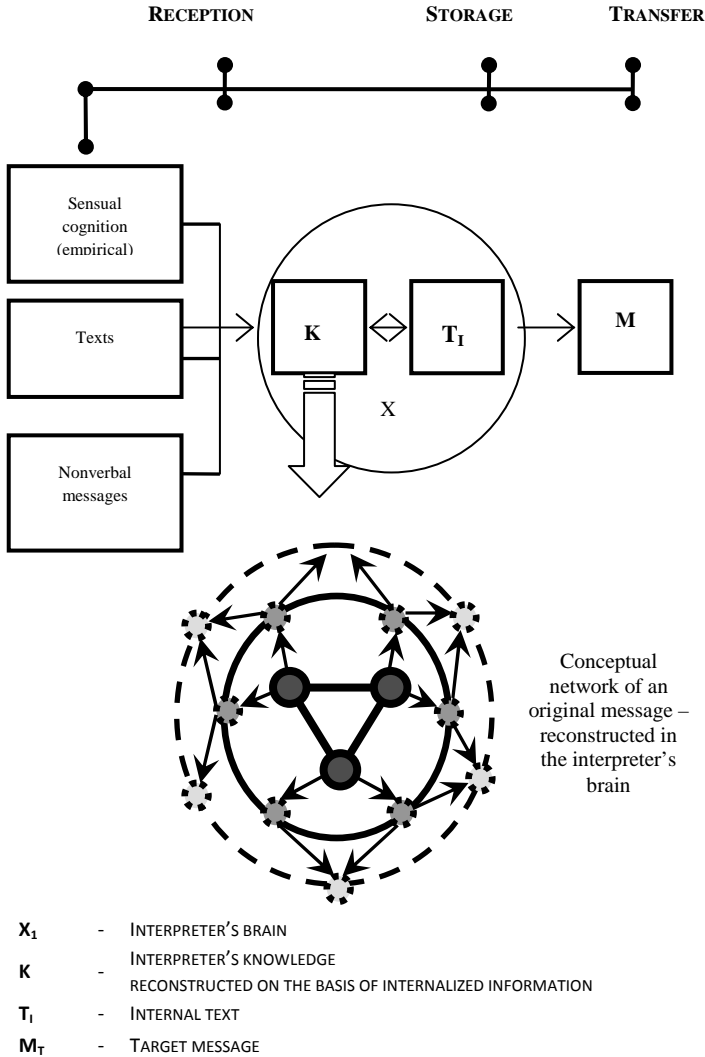 RECEPTION STORAGE TRANSFER
Sensual
cognition
(empirical)
Texts
Nonverbal
messages
K
T_I
M
X
Conceptual
network of an
original message –
reconstructed in
the interpreter's
brain
X₁ - INTERPRETER'S BRAIN
K - INTERPRETER'S KNOWLEDGE
RECONSTRUCTED ON THE BASIS OF INTERNALIZED INFORMATION
T_I - INTERNAL TEXT
M_T - TARGET MESSAGE